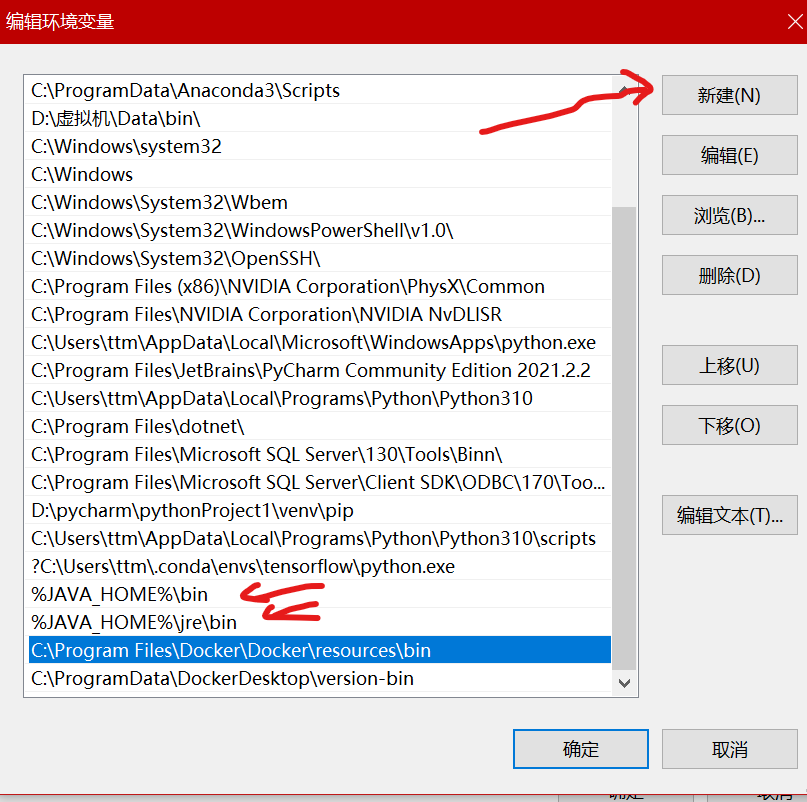 编辑环境变量
C:\ProgramData\Anaconda3\Scripts
D:\虚拟机\Data\bin\
C:\Windows\system32
C:\Windows
C:\Windows\System32\Wbem
C:\Windows\System32\WindowsPowerShell\v1.0\
C:\Windows\System32\OpenSSH\
C:\Program Files (x86)\NVIDIA Corporation\PhysX\Common
C:\Program Files\NVIDIA Corporation\NVIDIA NvDLISR
C:\Users\ttm\AppData\Local\Microsoft\WindowsApps\python.exe
C:\Program Files\JetBrains\PyCharm Community Edition 2021.2.2
C:\Users\ttm\AppData\Local\Programs\Python\Python310
C:\Program Files\dotnet\
C:\Program Files\Microsoft SQL Server\130\Tools\Binn\
C:\Program Files\Microsoft SQL Server\Client SDK\ODBC\170\Too...
D:\pycharm\pythonProject1\venv\pip
C:\Users\ttm\AppData\Local\Programs\Python\Python310\scripts
?C:\Users\ttm\.conda\envs\tensorflow\python.exe
%JAVA_HOME%\bin
%JAVA_HOME%\jre\bin
C:\Program Files\Docker\Docker\resources\bin
C:\ProgramData\DockerDesktop\version-bin
新建(N)
编辑(E)
浏览(B)...
删除(D)
上移(U)
下移(O)
编辑文本(T)...
确定
取消